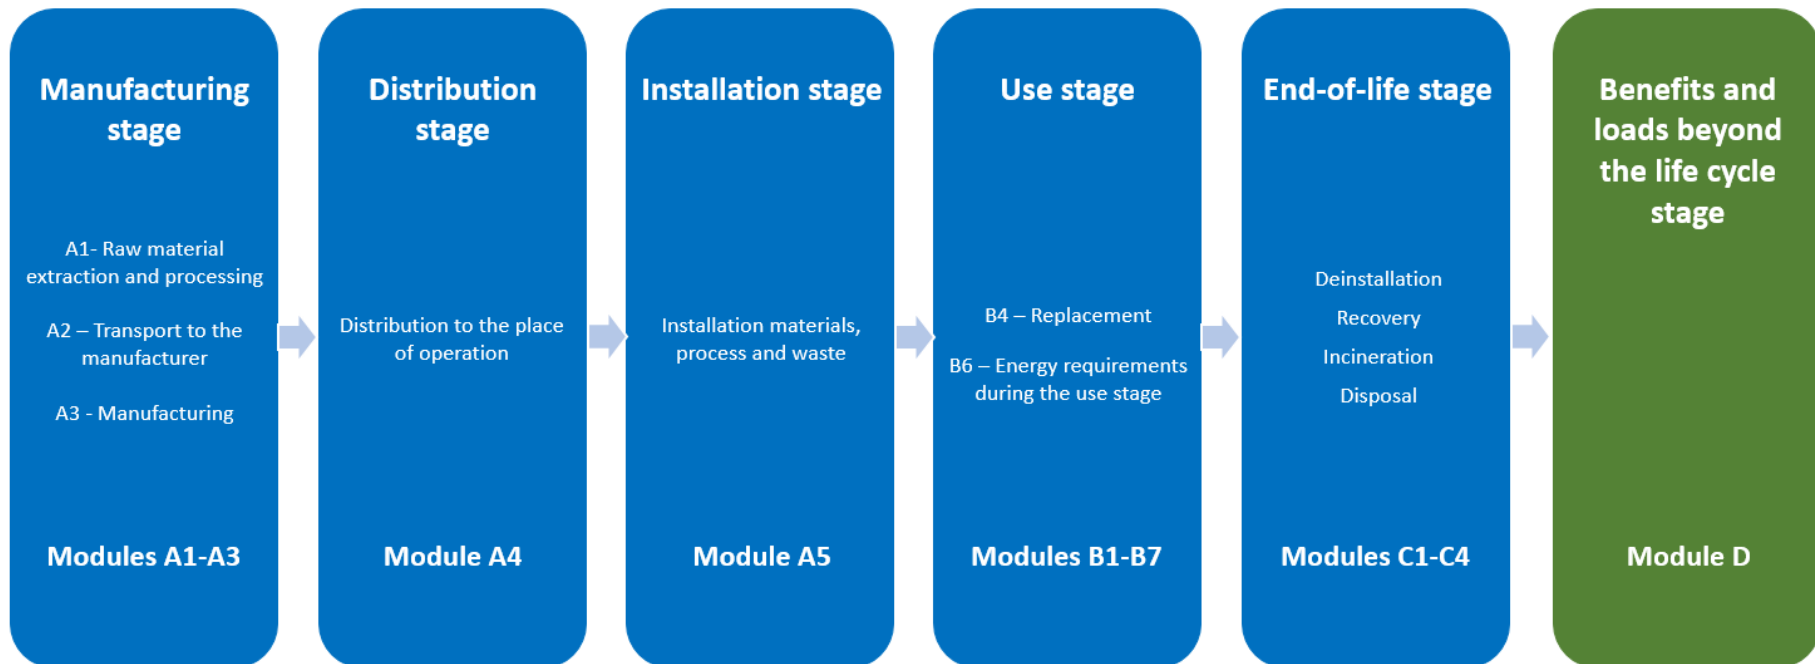 Manufacturing
stage
A1- Raw material
extraction and processing
A2 – Transport to the
manufacturer
A3 - Manufacturing
Modules A1-A3
Distribution
stage
Distribution to the place
of operation
Module A4
Installation stage
Installation materials,
process and waste
Module A5
Use stage
B4 – Replacement
B6 – Energy requirements
during the use stage
Modules B1-B7
End-of-life stage
Deinstallation
Recovery
Incineration
Disposal
Modules C1-C4
Benefits and
loads beyond
the life cycle
stage
Module D